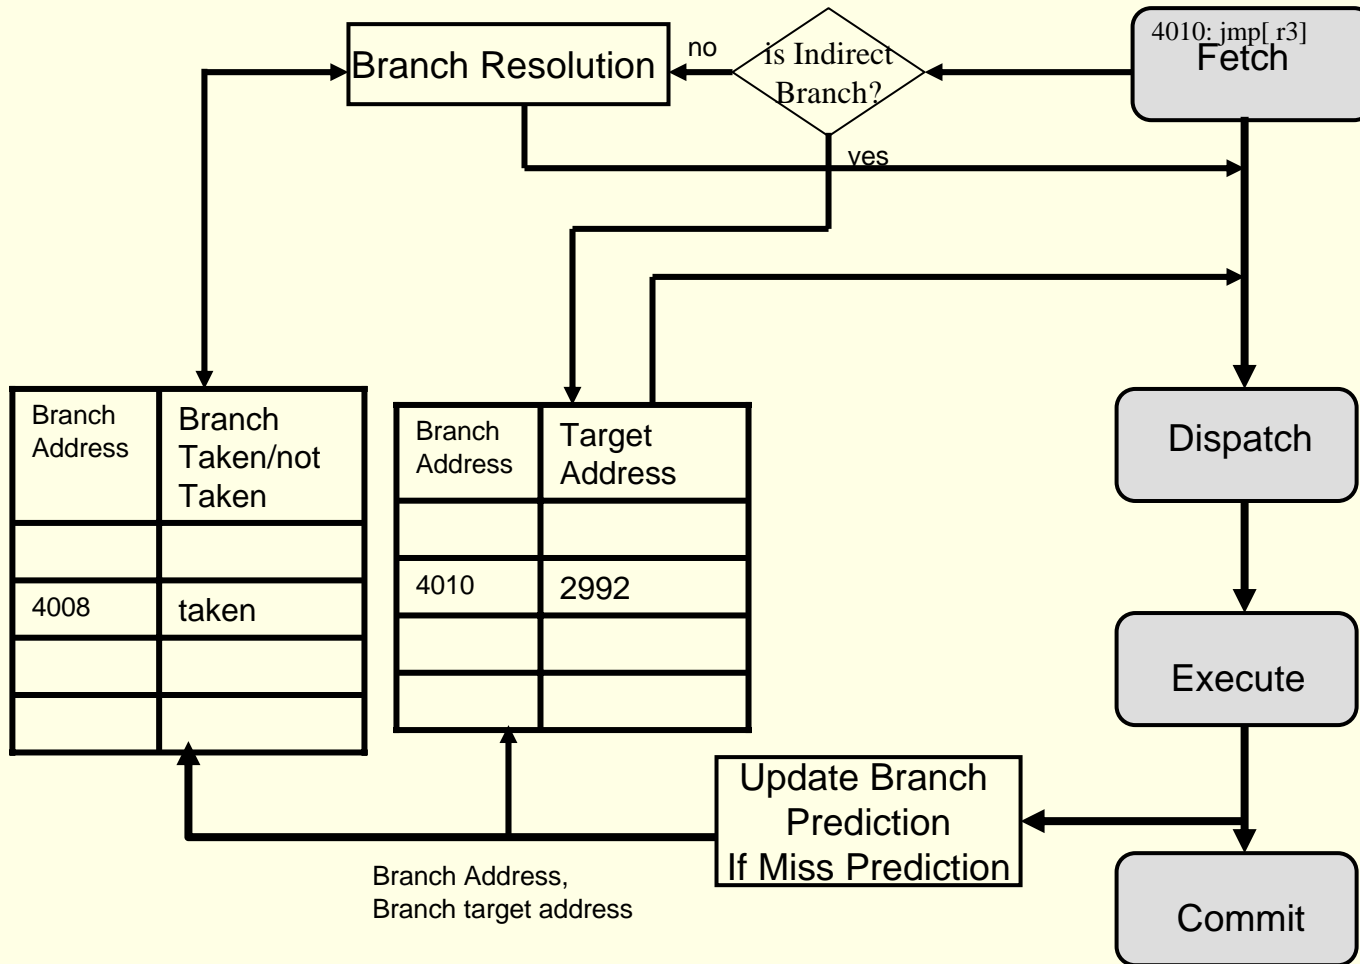 4010: jmp[ r3]
Fetch
is Indirect
Branch?
no
Branch Resolution
yes
Branch
Address
Branch
Taken/not
Taken
4008
taken
Branch
Address
Target
Address
4010
2992
Dispatch
Execute
Update Branch
Prediction
If Miss Prediction
Branch Address,
Branch target address
Commit